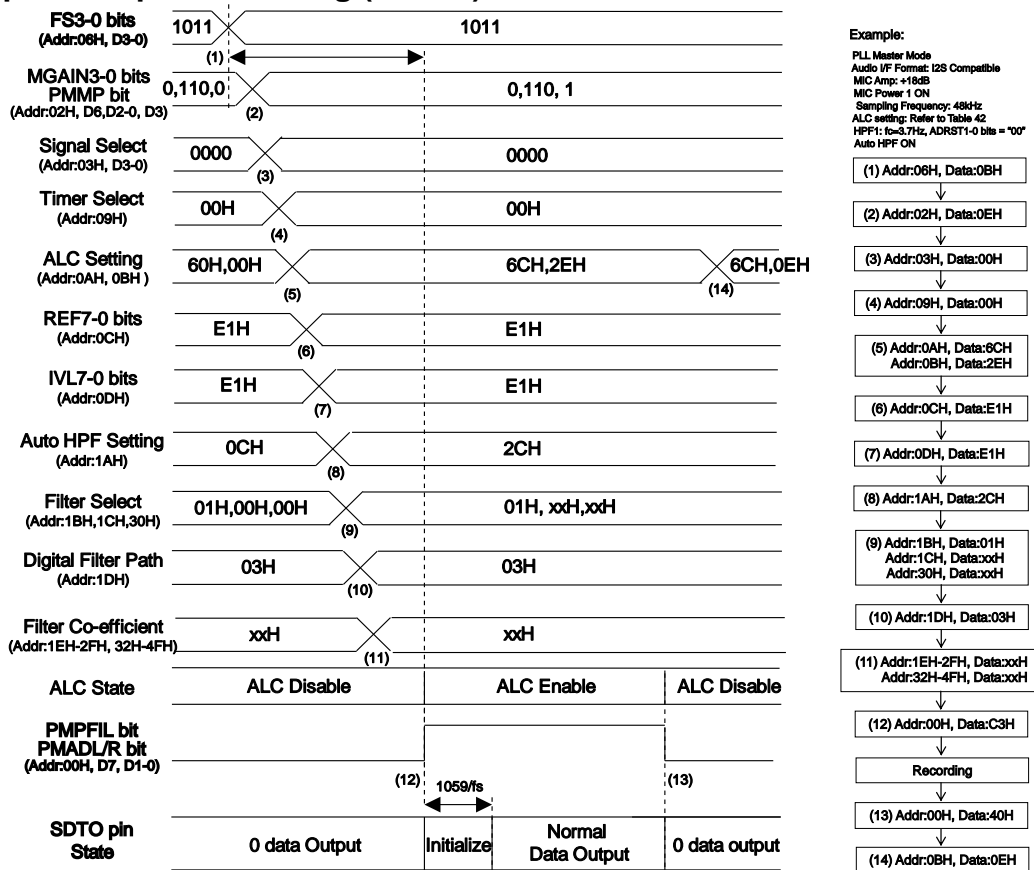 FS3-0 bits
(Addr:06H, D3-0)
1011
1011
(1)
MGAIN3-0 bits
PMMP bit
(Addr:02H, D6,D2-0, D3)
0,110,0
0,110, 1
(2)
Signal Select
(Addr:03H, D3-0)
0000
0000
(3)
Timer Select
(Addr:09H)
00H
00H
(4)
ALC Setting
(Addr:0AH, 0BH )
60H,00H
6CH,2EH
6CH,0EH
(5)
(14)
REF7-0 bits
(Addr:0CH)
E1H
E1H
(6)
IVL7-0 bits
(Addr:0DH)
E1H
E1H
(7)
Auto HPF Setting
(Addr:1AH)
0CH
2CH
(8)
Filter Select
(Addr:1BH,1CH,30H)
01H,00H,00H
01H, xxH,xxH
(9)
Digital Filter Path
(Addr:1DH)
03H
03H
(10)
Filter Co-efficient
(Addr:1EH-2FH, 32H-4FH)
xxH
xxH
(11)
ALC State
ALC Disable
ALC Enable
ALC Disable
PMPFIL bit
PMADL/R bit
(Addr:00H, D7, D1-0)
(12)
1059/fs
(13)
SDTO pin
State
0 data Output
Initialize
Normal
Data Output
0 data output
Example:
PLL Master Mode
Audio I/F Format: I2S Compatible
MIC Amp: +18dB
MIC Power 1 ON
Sampling Frequency: 48kHz
ALC setting: Refer to Table 42
HPF1: fc=3.7Hz, ADRST1-0 bits = "00"
Auto HPF ON
(1) Addr:06H, Data:0BH
(2) Addr:02H, Data:0EH
(3) Addr:03H, Data:00H
(4) Addr:09H, Data:00H
(5) Addr:0AH, Data:6CH
Addr:0BH, Data:2EH
(6) Addr:0CH, Data:E1H
(7) Addr:0DH, Data:E1H
(8) Addr:1AH, Data:2CH
(9) Addr:1BH, Data:01H
Addr:1CH, Data:xxH
Addr:30H, Data:xxH
(10) Addr:1DH, Data:03H
(11) Addr:1EH-2FH, Data:xxH
Addr:32H-4FH, Data:xxH
(12) Addr:00H, Data:C3H
Recording
(13) Addr:00H, Data:40H
(14) Addr:0BH, Data:0EH